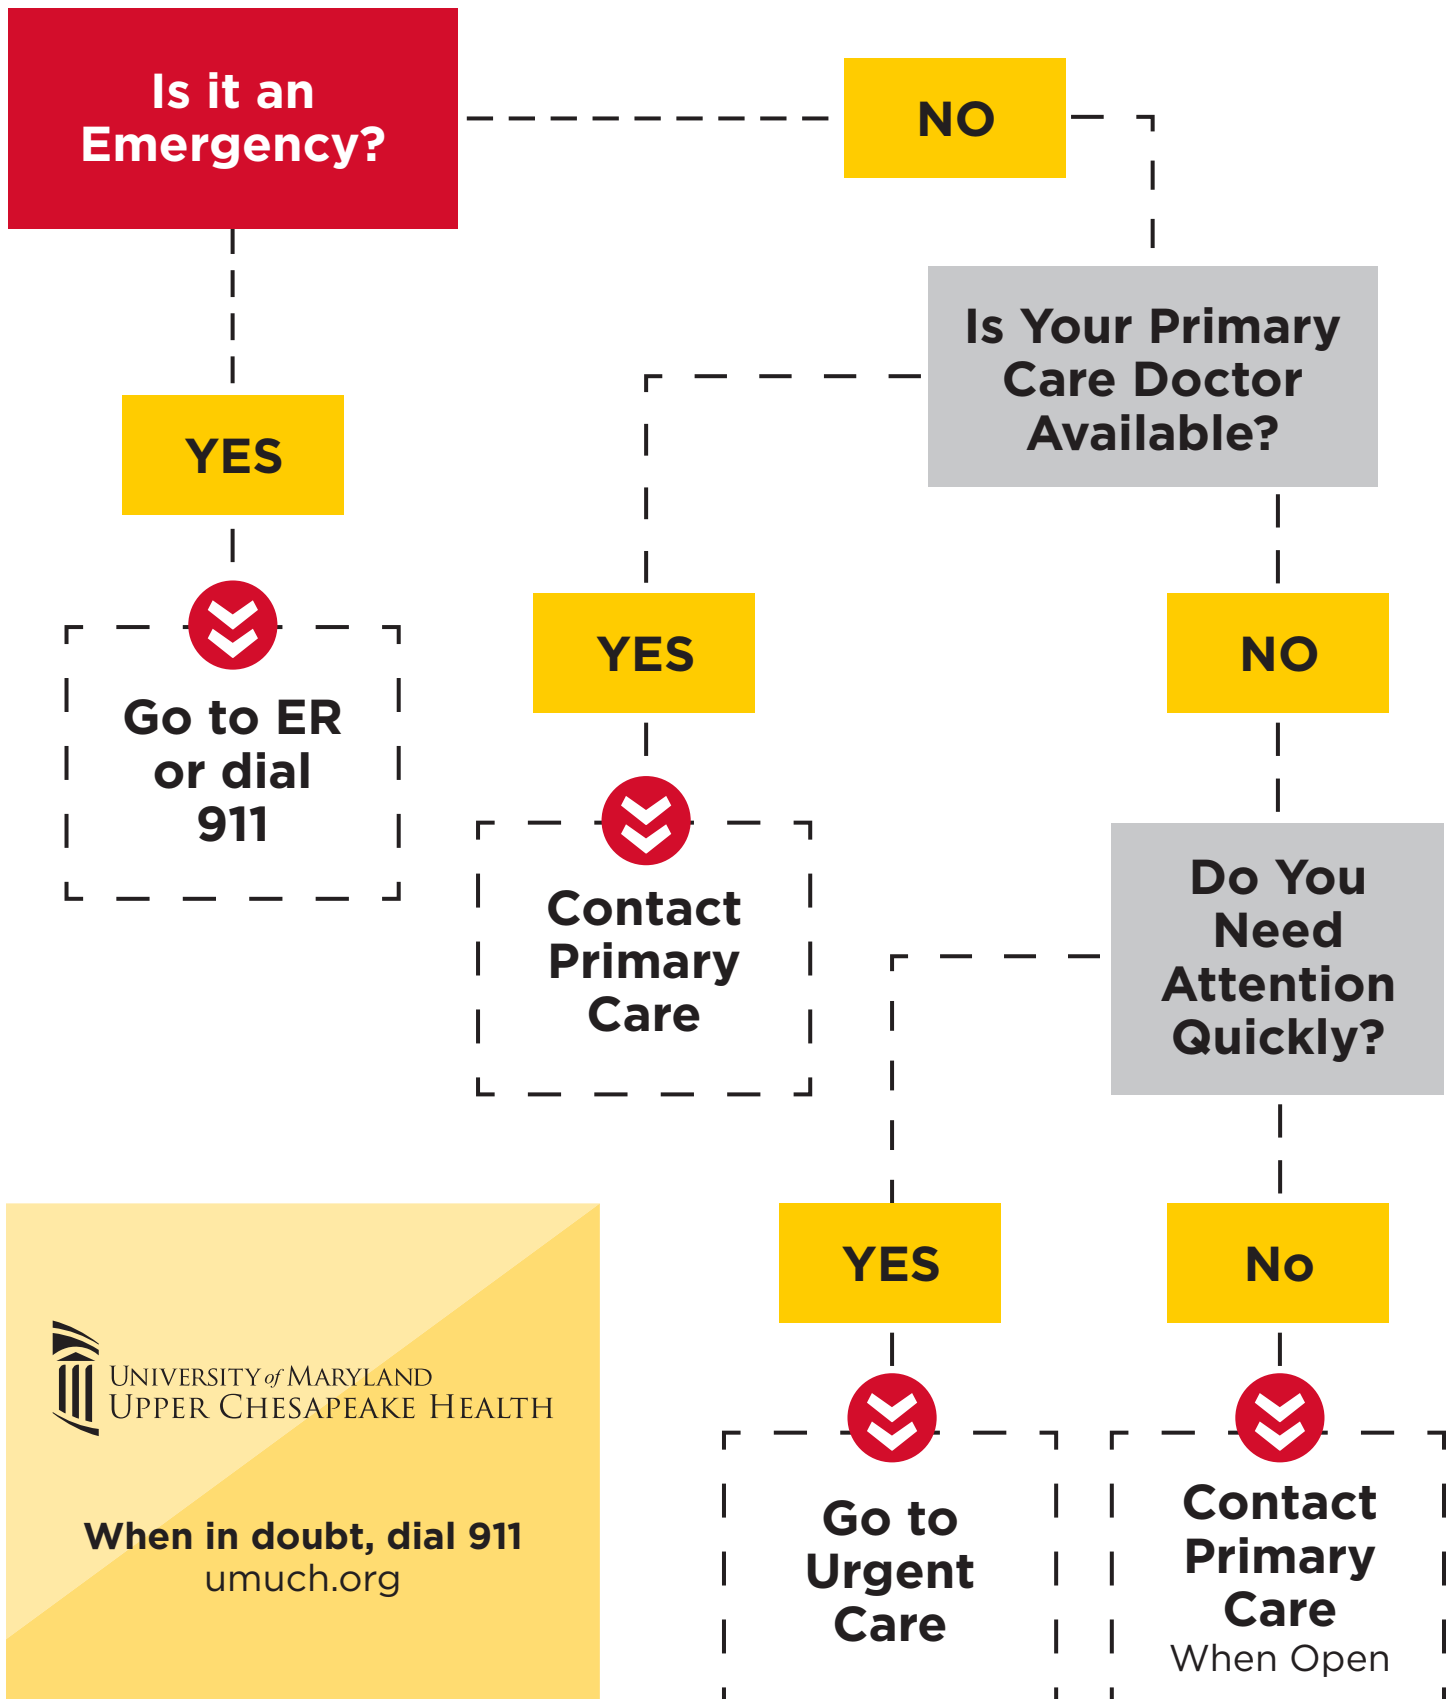 Is it an
Emergency?
NO
Is Your Primary
Care Doctor
Available?
YES
YES
NO
Go to ER
or dial
911
Contact
Primary
Care
Do You
Need
Attention
Quickly?
YES
No
Go to
Urgent
Care
Contact
Primary
Care
When Open
UNIVERSITY of MARYLAND
UPPER CHESAPEAKE HEALTH
When in doubt, dial 911
umuch.org